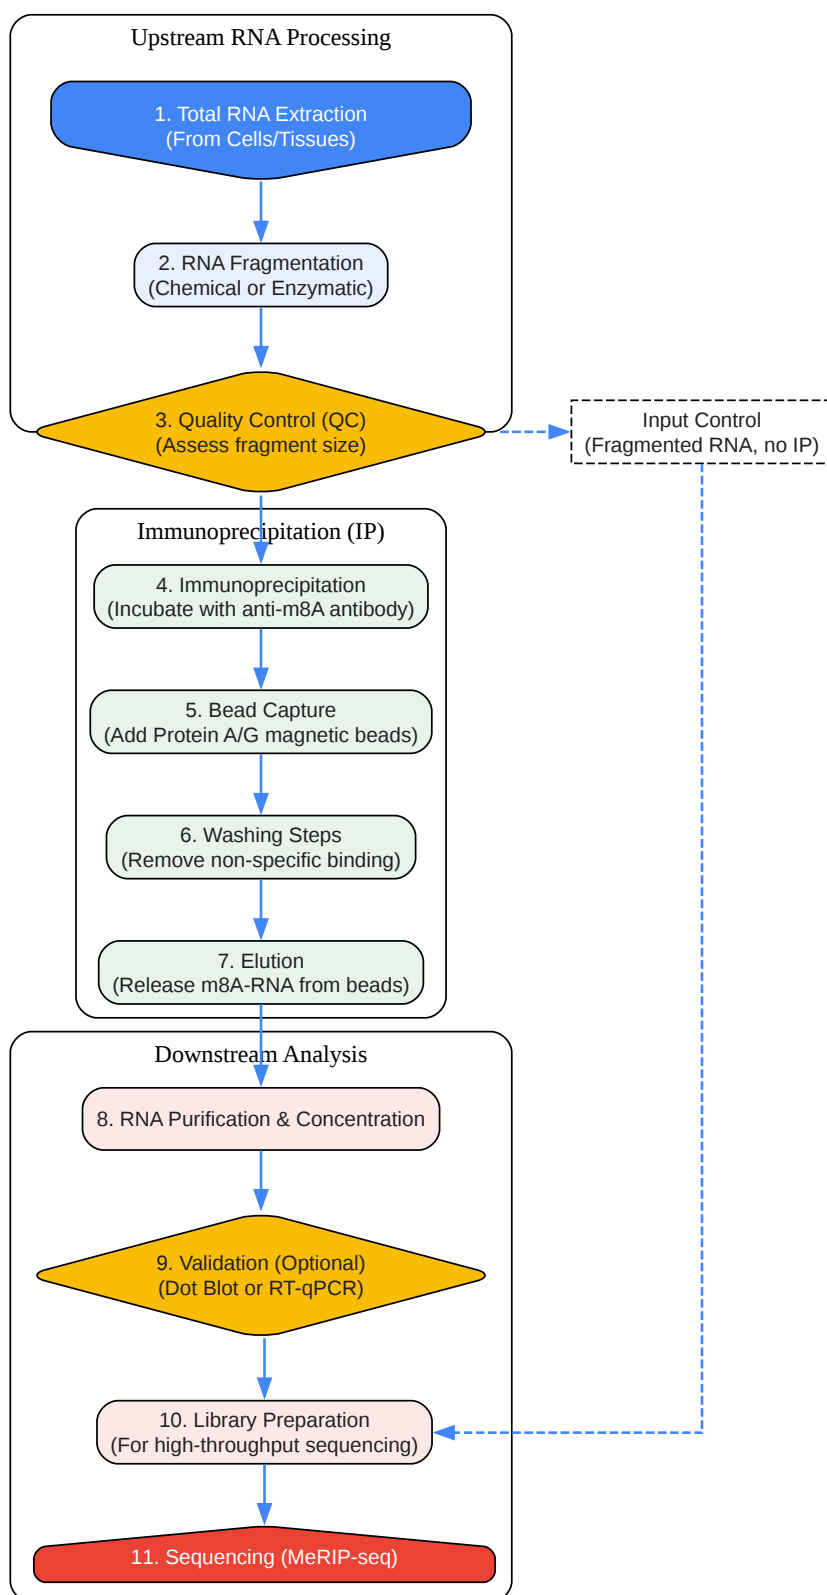 Upstream RNA Processing
1. Total RNA Extraction
(From Cells/Tissues)
2. RNA Fragmentation
(Chemical or Enzymatic)
3. Quality Control (QC)
(Assess fragment size)
Input Control
(Fragmented RNA, no IP)
Immunoprecipitation (IP)
4. Immunoprecipitation
(Incubate with anti-m8A antibody)
5. Bead Capture
(Add Protein A/G magnetic beads)
6. Washing Steps
(Remove non-specific binding)
7. Elution
(Release m8A-RNA from beads)
Downstream Analysis
8. RNA Purification & Concentration
9. Validation (Optional)
(Dot Blot or RT-qPCR)
10. Library Preparation
(For high-throughput sequencing)
11. Sequencing (MeRIP-seq)